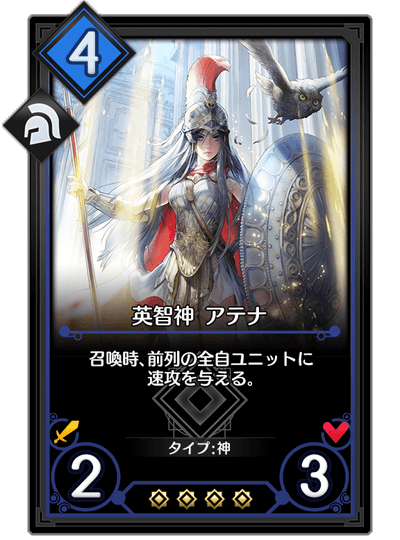 4
英智神 アテナ
召喚時、前列の全自ユニットに
速攻を与える。
タイプ:神
2
3